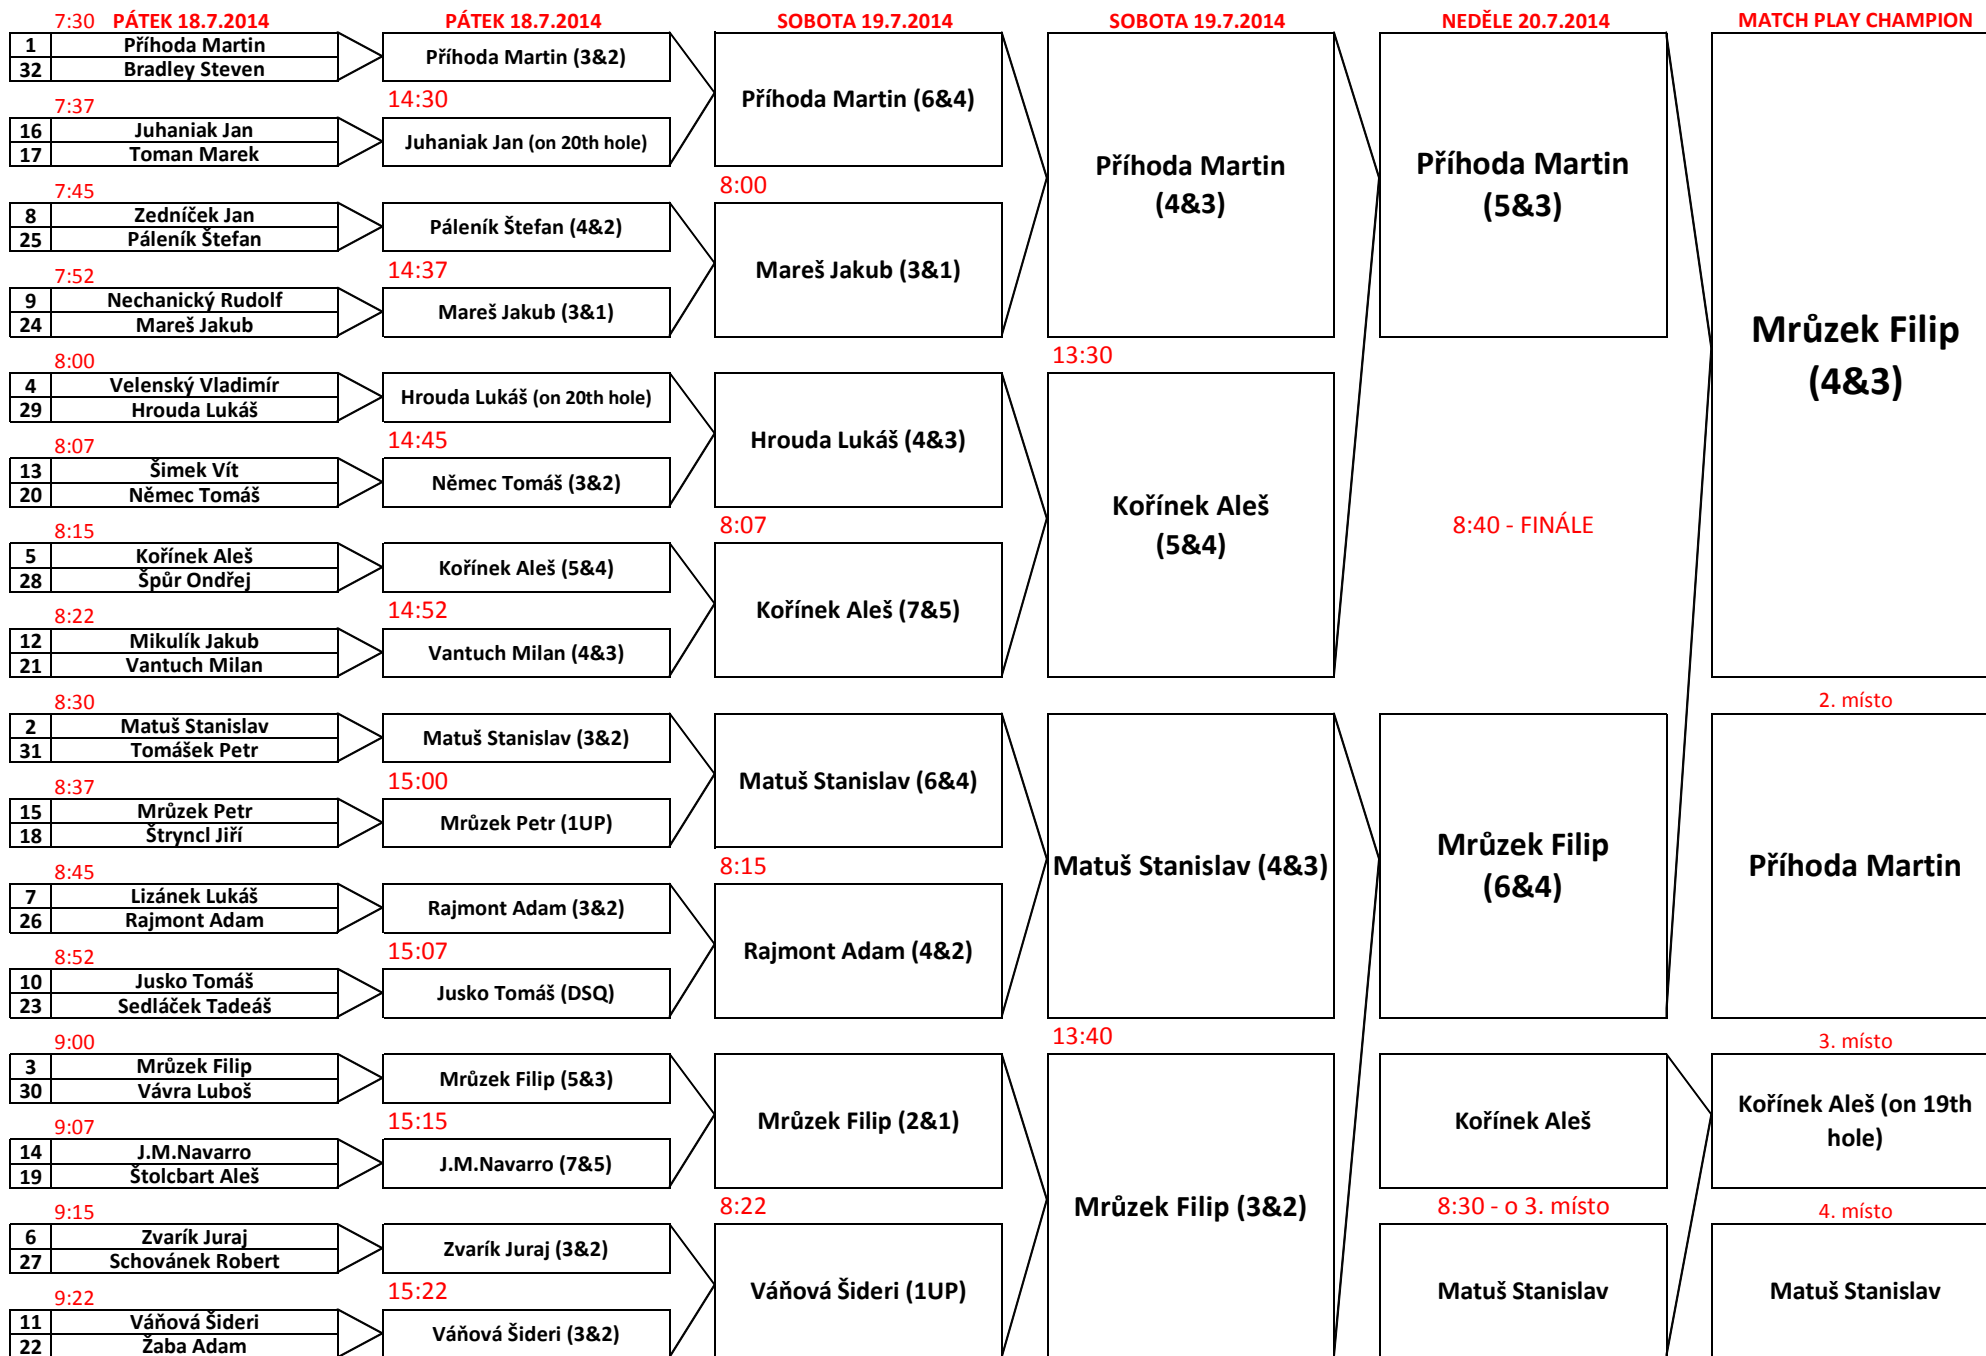 7:30 PÁTEK 18.7.2014 PÁTEK 18.7.2014 SOBOTA 19.7.2014 SOBOTA 19.7.2014 NEDĚLE 20.7.2014 MATCH PLAY CHAMPION
1 Příhoda Martin
32 Bradley Steven
7:37
16 Juhaniak Jan
17 Toman Marek
7:45
8 Zedníček Jan
25 Páleník Štefan
7:52
9 Nechanický Rudolf
24 Mareš Jakub
8:00
4 Velenský Vladimír
29 Hrouda Lukáš
8:07
13 Šimek Vít
20 Němec Tomáš
8:15
5 Kořínek Aleš
28 Špůr Ondřej
8:22
12 Mikulík Jakub
21 Vantuch Milan
8:30
2 Matuš Stanislav
31 Tomášek Petr
8:37
15 Mrůzek Petr
18 Štryncl Jiří
8:45
7 Lizánek Lukáš
26 Rajmont Adam
8:52
10 Jusko Tomáš
23 Sedláček Tadeáš
9:00
3 Mrůzek Filip
30 Vávra Luboš
9:07
14 J.M.Navarro
19 Štolcbart Aleš
9:15
6 Zvarík Juraj
27 Schovánek Robert
9:22
11 Váňová Šideri
22 Žaba Adam
Příhoda Martin (3&2)
14:30
Juhaniak Jan (on 20th hole)
Páleník Štefan (4&2)
14:37
Mareš Jakub (3&1)
Hrouda Lukáš (on 20th hole)
14:45
Němec Tomáš (3&2)
Kořínek Aleš (5&4)
14:52
Vantuch Milan (4&3)
Matuš Stanislav (3&2)
15:00
Mrůzek Petr (1UP)
Rajmont Adam (3&2)
15:07
Jusko Tomáš (DSQ)
Mrůzek Filip (5&3)
15:15
J.M.Navarro (7&5)
Zvarík Juraj (3&2)
15:22
Váňová Šideri (3&2)
Příhoda Martin (6&4)
8:00
Mareš Jakub (3&1)
Hrouda Lukáš (4&3)
8:07
Kořínek Aleš (7&5)
Matuš Stanislav (6&4)
8:15
Rajmont Adam (4&2)
Mrůzek Filip (2&1)
8:22
Váňová Šideri (1UP)
Příhoda Martin
(4&3)
13:30
Kořínek Aleš
(5&4)
Matuš Stanislav (4&3)
13:40
Mrůzek Filip (3&2)
Příhoda Martin
(5&3)
8:40 - FINÁLE
Mrůzek Filip
(6&4)
Kořínek Aleš
8:30 - o 3. místo
Matuš Stanislav
Mrůzek Filip
(4&3)
2. místo
Příhoda Martin
3. místo
Kořínek Aleš (on 19th
hole)
4. místo
Matuš Stanislav